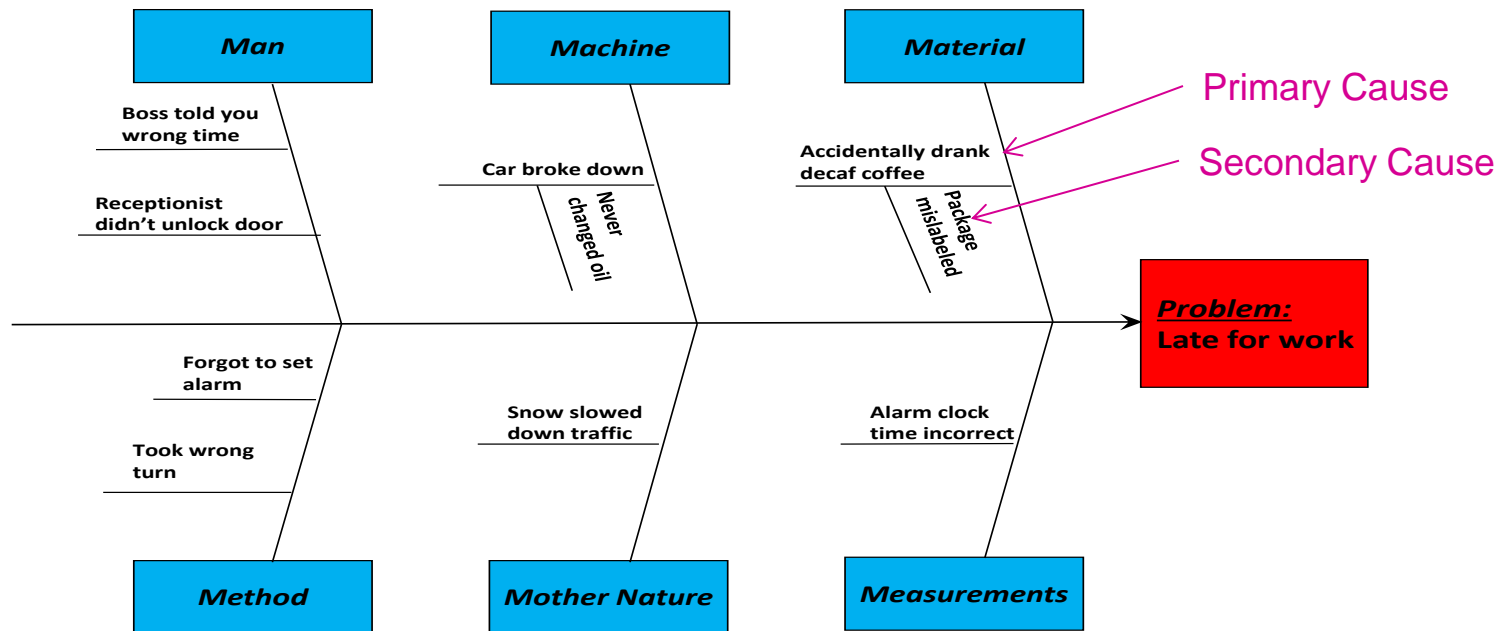 Man
Machine
Material
Primary Cause
Secondary Cause
Boss told you
wrong time
Receptionist
didn’t unlock door
Car broke down
Never
changed oil
Accidentally drank
decaf coffee
Package
mislabeled
Problem:
Late for work
Forgot to set
alarm
Took wrong
turn
Snow slowed
down traffic
Alarm clock
time incorrect
Method
Mother Nature
Measurements